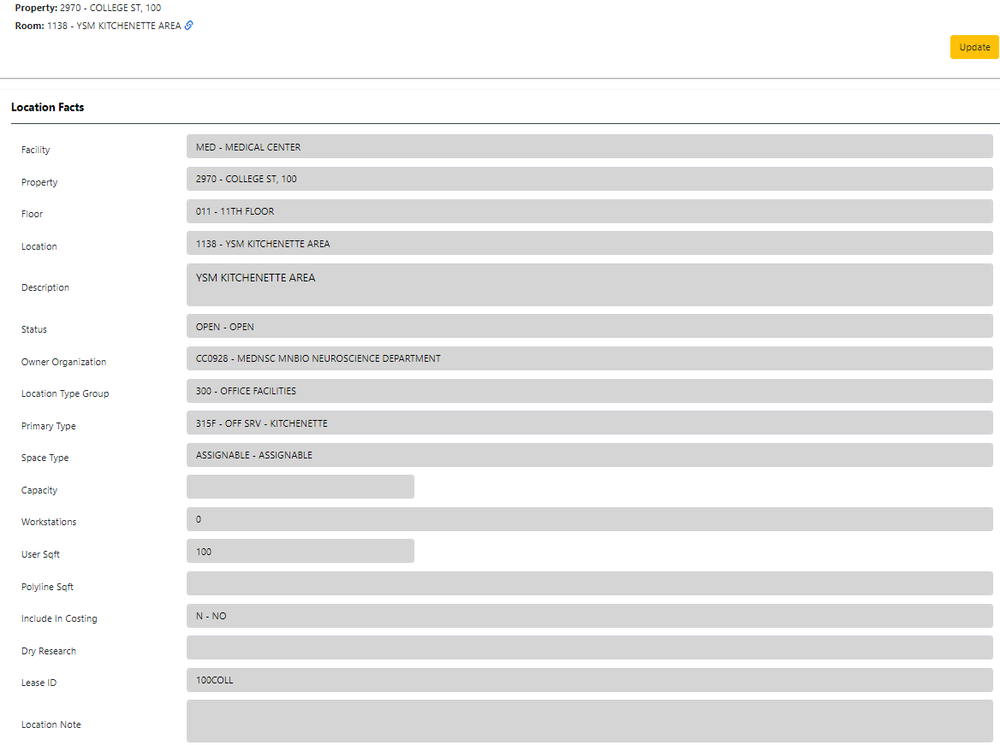 Property: 2970 - COLLEGE ST, 100
Room: 1138 - YSM KITCHENETTE AREA
Update
Location Facts
Facility MED - MEDICAL CENTER
Property 2970 - COLLEGE ST, 100
Floor 011 - 11TH FLOOR
Location 1138 - YSM KITCHENETTE AREA
Description YSM KITCHENETTE AREA
Status OPEN - OPEN
Owner Organization CC0928 - MEDNSC MNBIO NEUROSCIENCE DEPARTMENT
Location Type Group 300 - OFFICE FACILITIES
Primary Type 315F - OFF SRV - KITCHENETTE
Space Type ASSIGNABLE - ASSIGNABLE
Capacity
Workstations 0
User Sqft 100
Polyline Sqft
Include In Costing N - NO
Dry Research
Lease ID 100COLL
Location Note